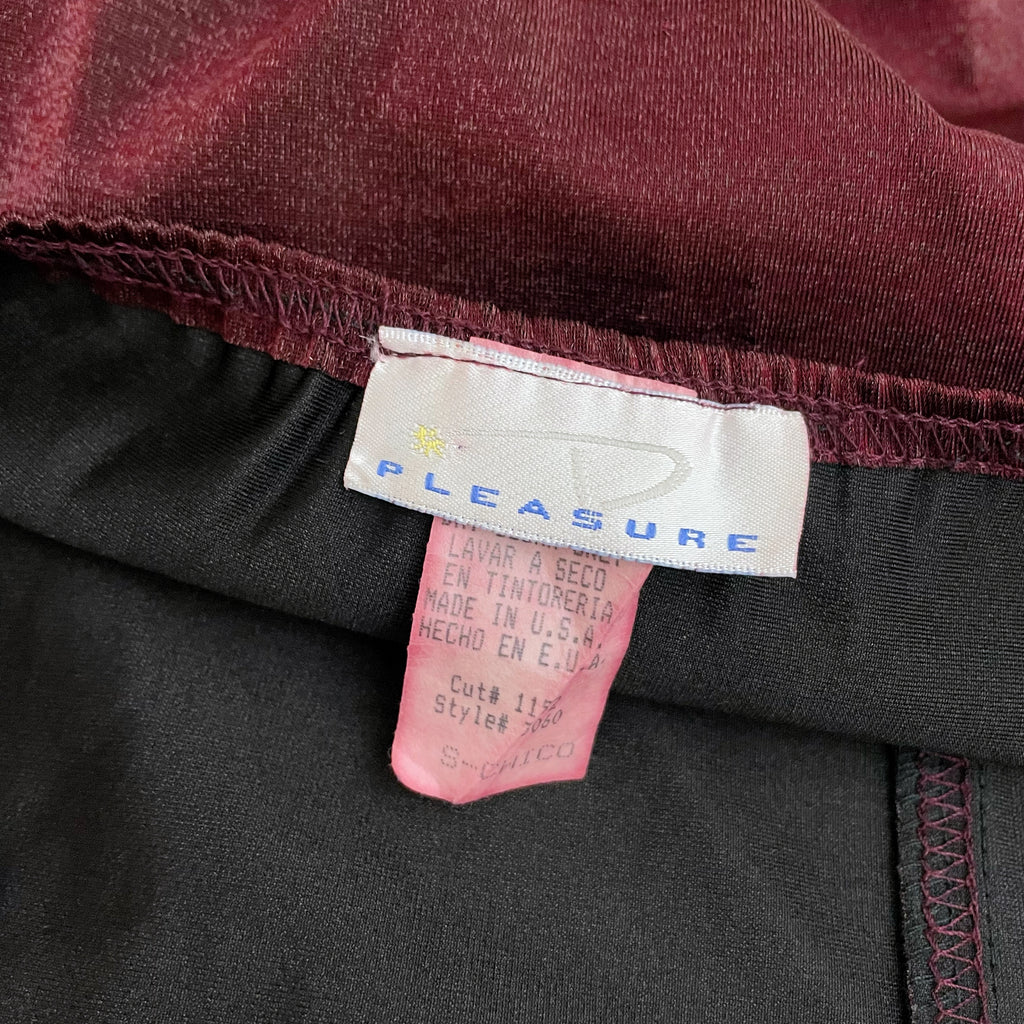 PLEASURE
LAVAR A SECO
EN TINTORERIA
MADE IN U.S.A.
HECHO EN E.U.A.
Cut#
Style#
S-CHICO